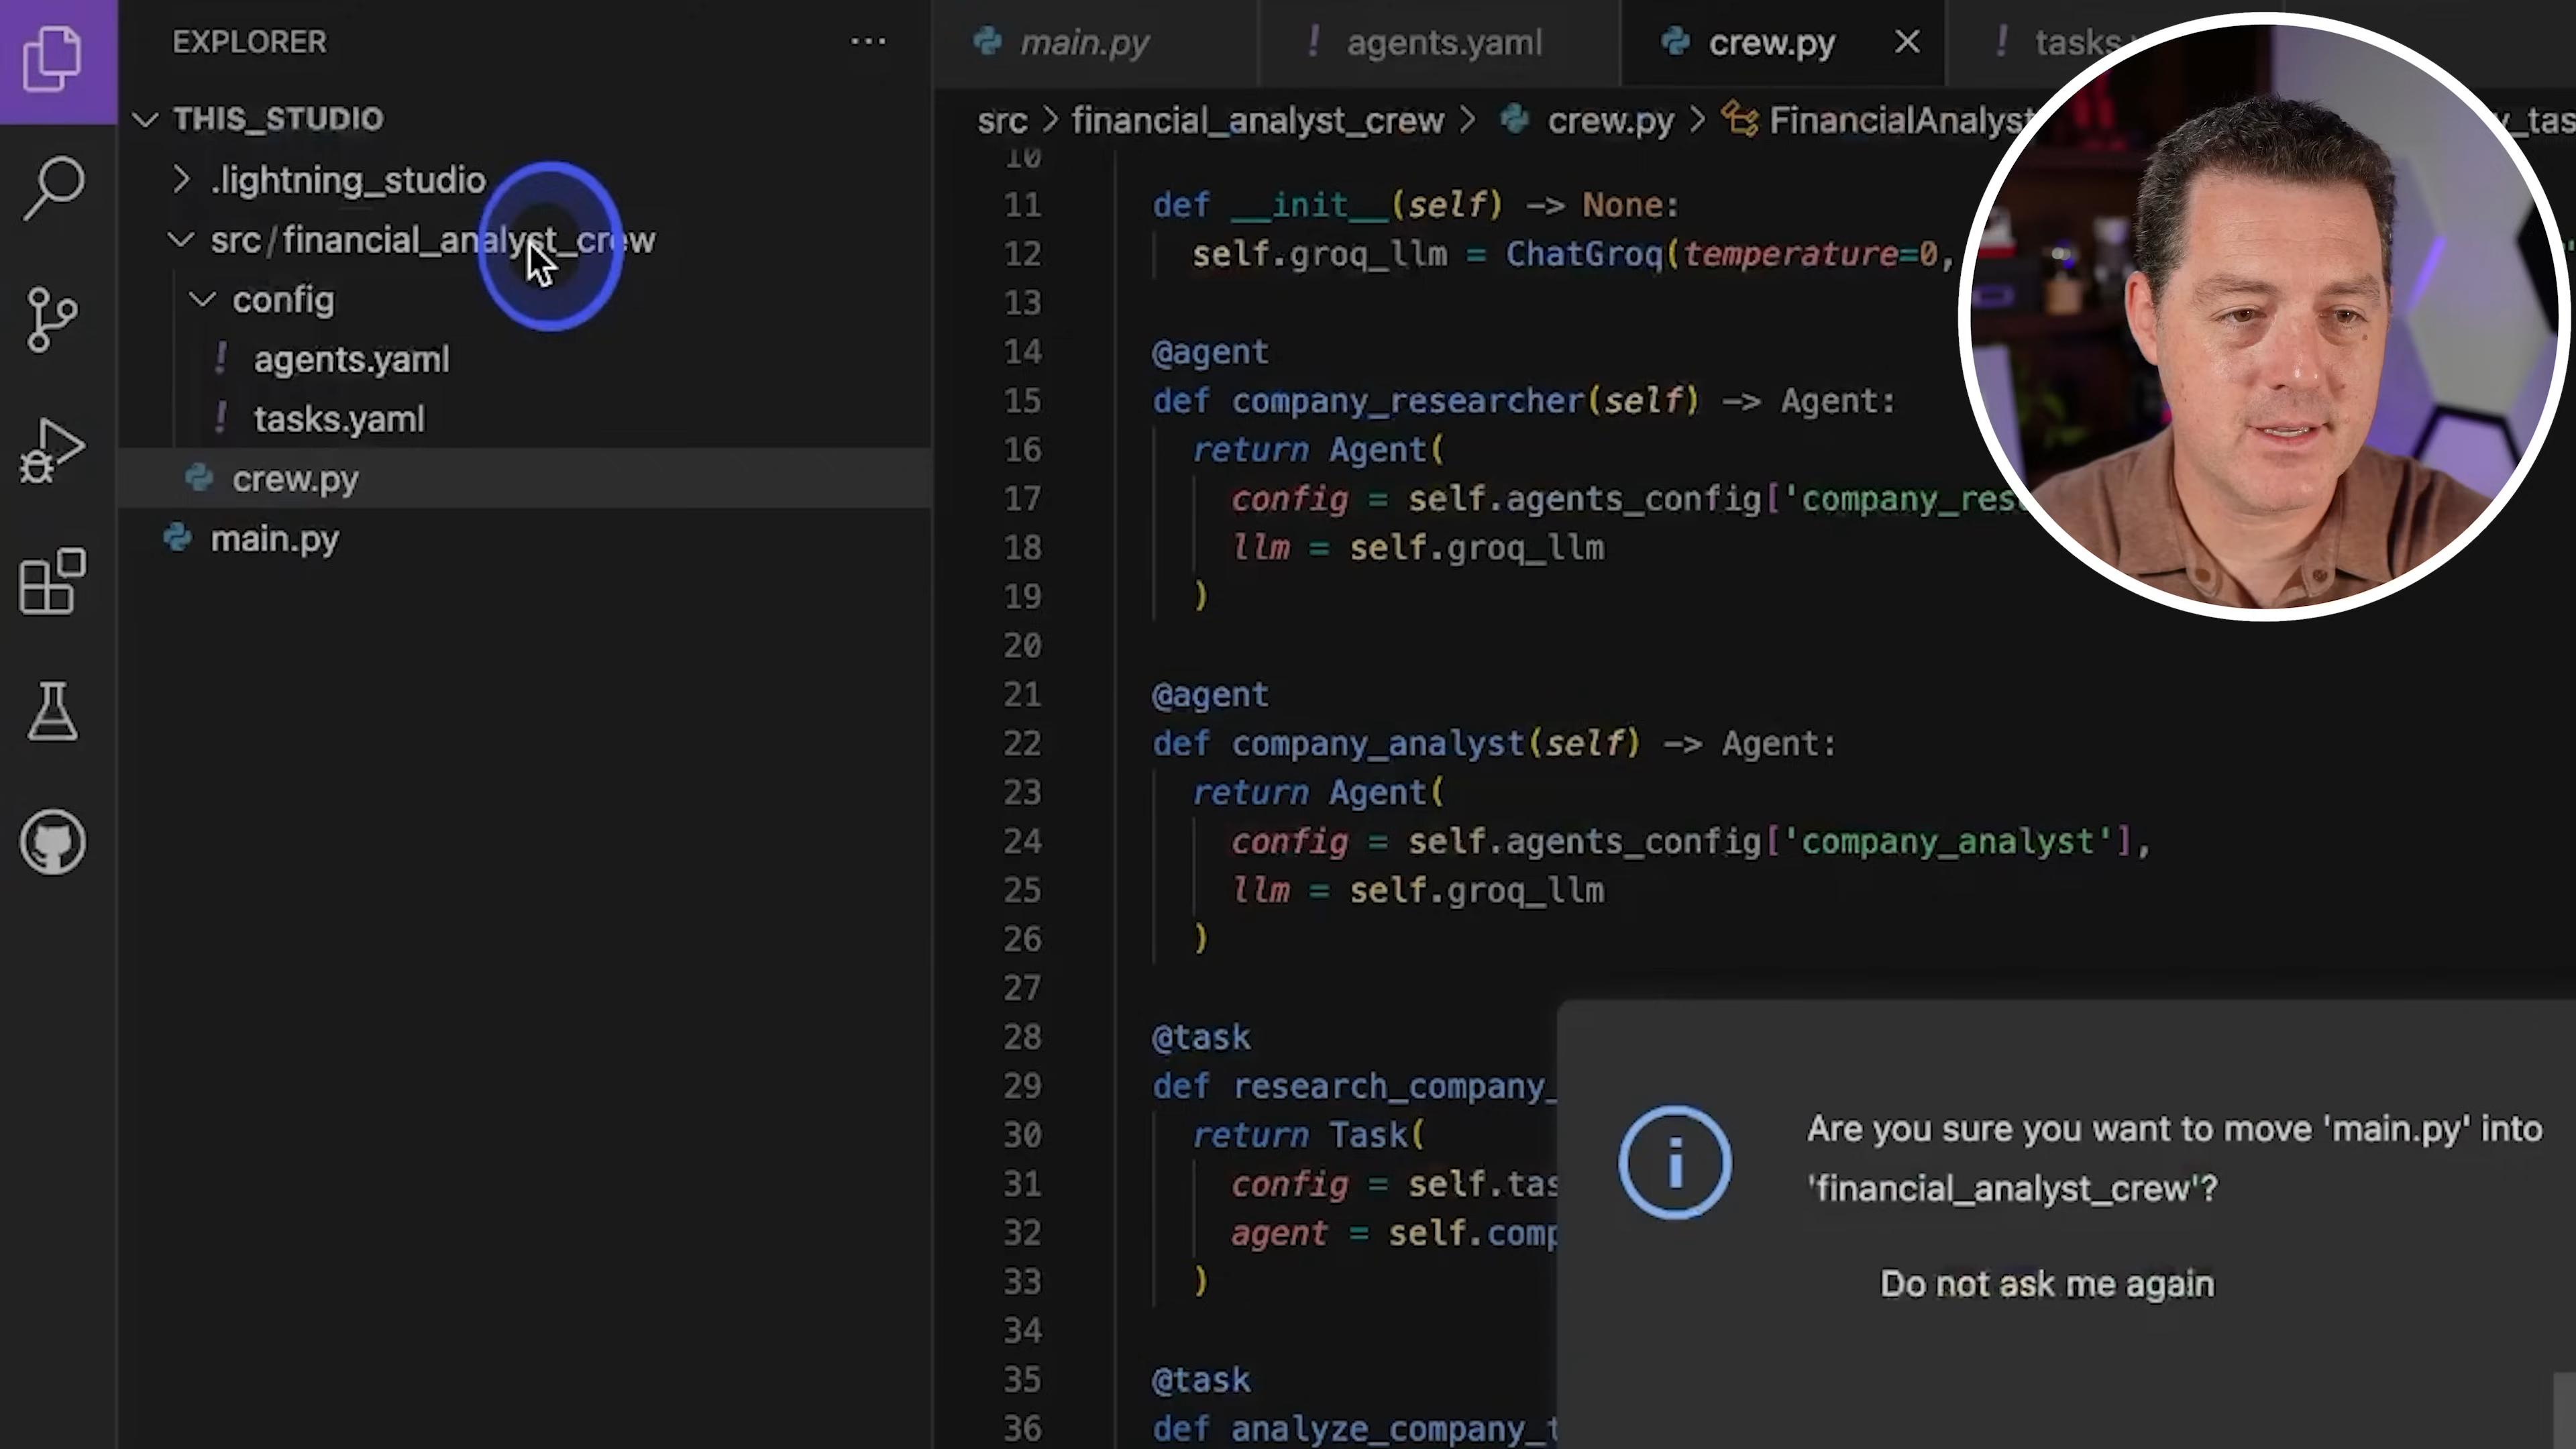 EXPLORER
THIS_STUDIO
.lightning_studio
src/financial_analyst_crew
config
! agents.yaml
! tasks.yaml
crew.py
main.py
main.py
! agents.yaml
crew.py
! tasks.
src > financial_analyst_crew > crew.py > FinancialAnalyst
10
11 def __init__(self) -> None:
12 self.groq_llm = ChatGroq(temperature=0,
13
14 @agent
15 def company_researcher(self) -> Agent:
16 return Agent(
17 config = self.agents_config['company_res
18 llm = self.groq_llm
19 )
20
21 @agent
22 def company_analyst(self) -> Agent:
23 return Agent(
24 config = self.agents_config['company_analyst'],
25 llm = self.groq_llm
26 )
27
28 @task
29 def research_company_
30 return Task(
31 config = self.tas
32 agent = self.comp
33 )
34
35 @task
36 def analyze_company_t
Are you sure you want to move 'main.py' into
'financial_analyst_crew'?
Do not ask me again